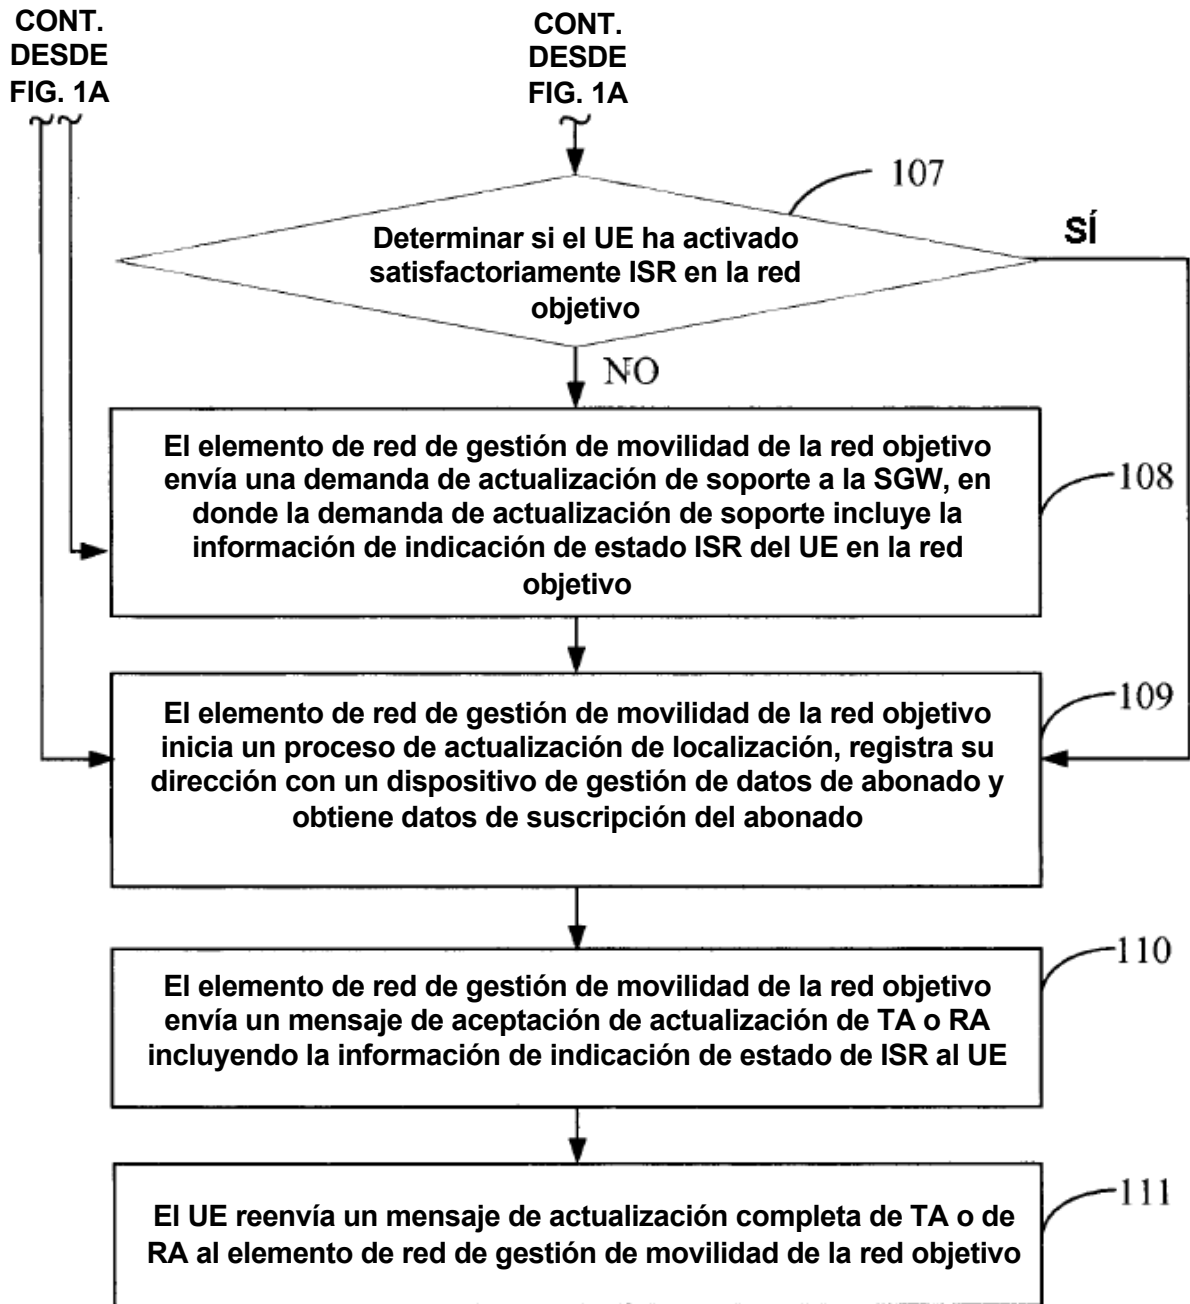 CONT.
DESDE
FIG. 1A
CONT.
DESDE
FIG. 1A
107
Determinar si el UE ha activado
satisfactoriamente ISR en la red
objetivo
SÍ
NO
El elemento de red de gestión de movilidad de la red objetivo
envía una demanda de actualización de soporte a la SGW, en
donde la demanda de actualización de soporte incluye la
información de indicación de estado ISR del UE en la red
objetivo
108
El elemento de red de gestión de movilidad de la red objetivo
inicia un proceso de actualización de localización, registra su
dirección con un dispositivo de gestión de datos de abonado y
obtiene datos de suscripción del abonado
109
El elemento de red de gestión de movilidad de la red objetivo
envía un mensaje de aceptación de actualización de TA o RA
incluyendo la información de indicación de estado de ISR al UE
110
El UE reenvía un mensaje de actualización completa de TA o de
RA al elemento de red de gestión de movilidad de la red objetivo
111